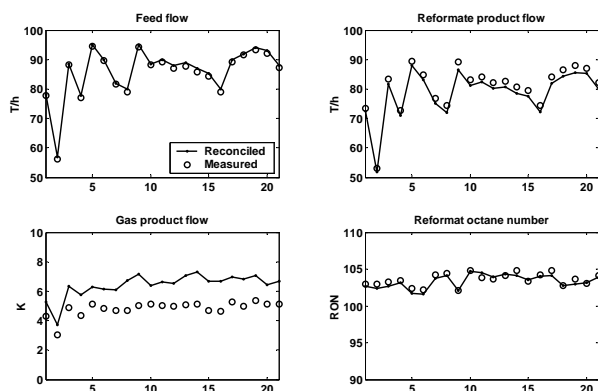 Feed flow
100
90
80
70
60
50
T/h
5 10 15 20
Reconciled
Measured
Reformate product flow
100
90
80
70
60
50
T/h
5 10 15 20
Gas product flow
10
8
6
4
2
0
K
5 10 15 20
Reformat octane number
110
105
100
95
90
RON
5 10 15 20